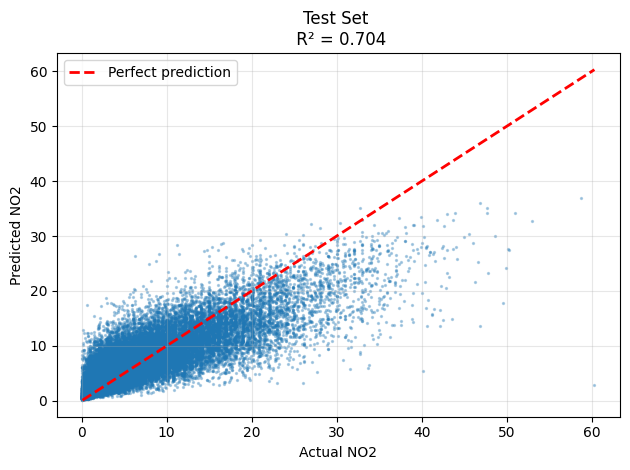 Test Set
R² = 0.704
Perfect prediction
Predicted NO2
60
50
40
30
20
10
0
0 10 20 30 40 50 60
Actual NO2